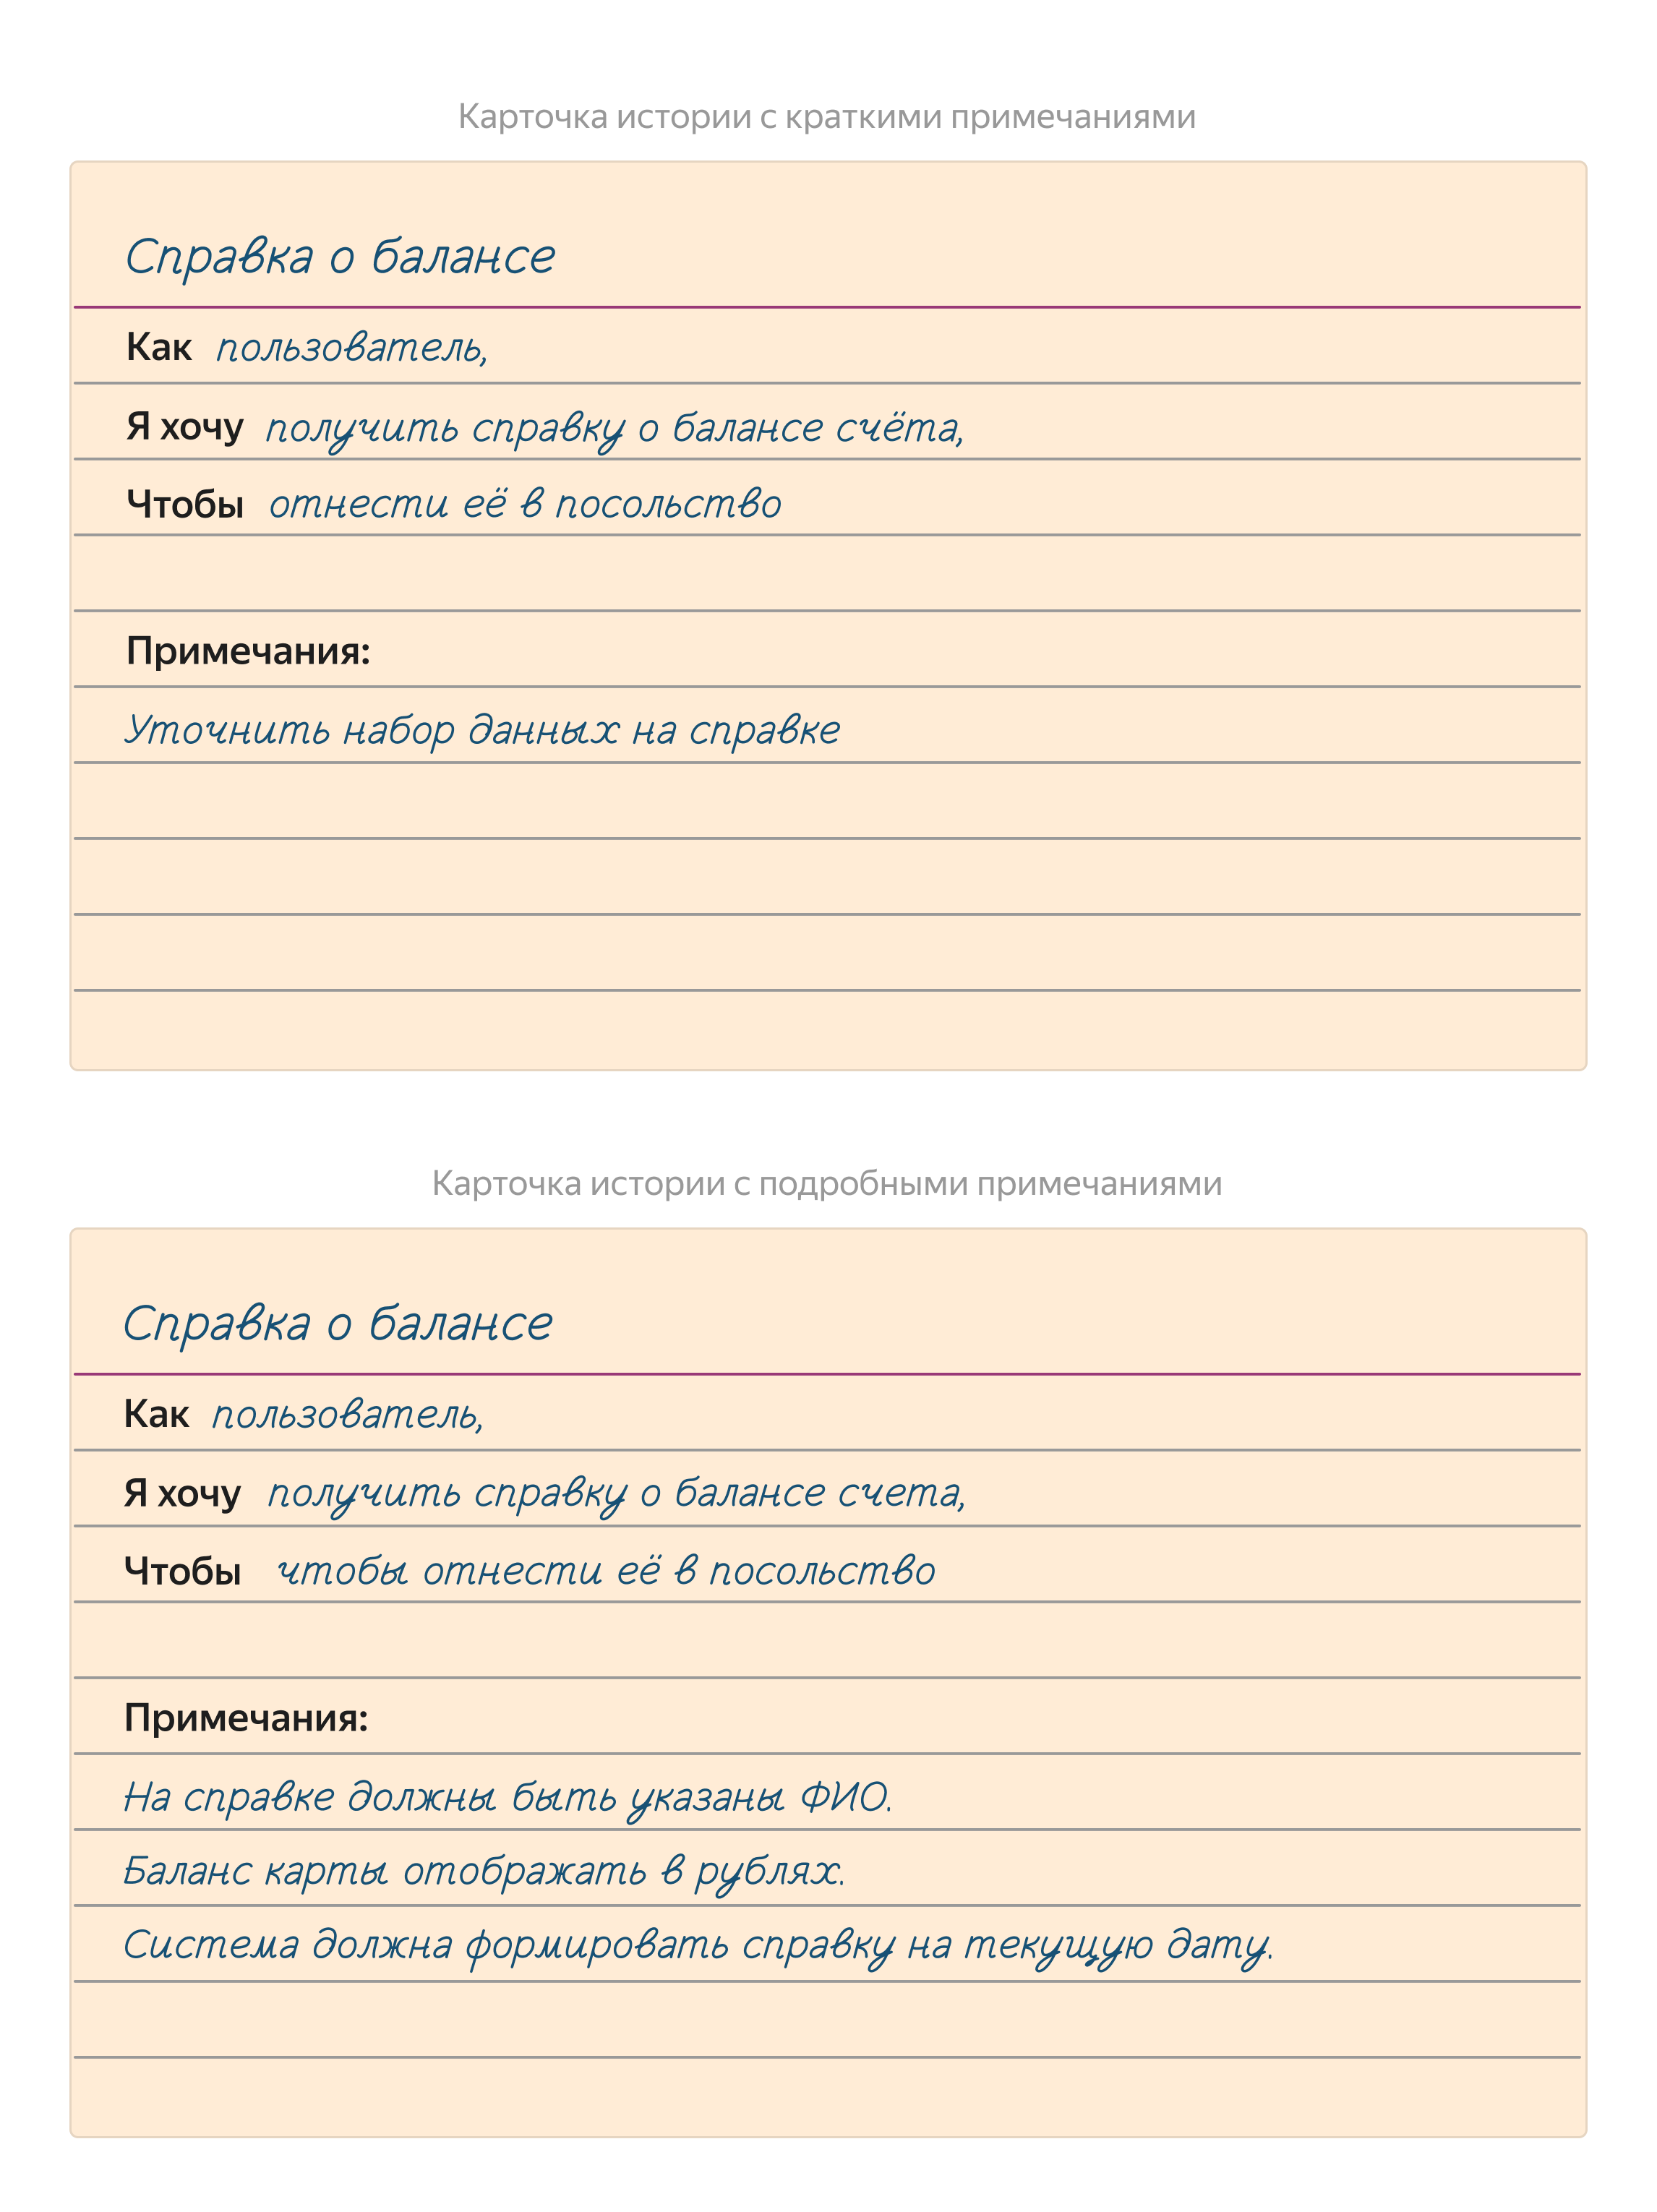 Карточка истории с краткими примечаниями
Справка о балансе
Как пользователь,
Я хочу получить справку о балансе счёта,
Чтобы отнести её в посольство
Примечания:
Уточнить набор данных на справке
Карточка истории с подробными примечаниями
Справка о балансе
Как пользователь,
Я хочу получить справку о балансе счета,
Чтобы чтобы отнести её в посольство
Примечания:
На справке должны быть указаны ФИО.
Баланс карты отображать в рублях.
Система должна формировать справку на текущую дату.